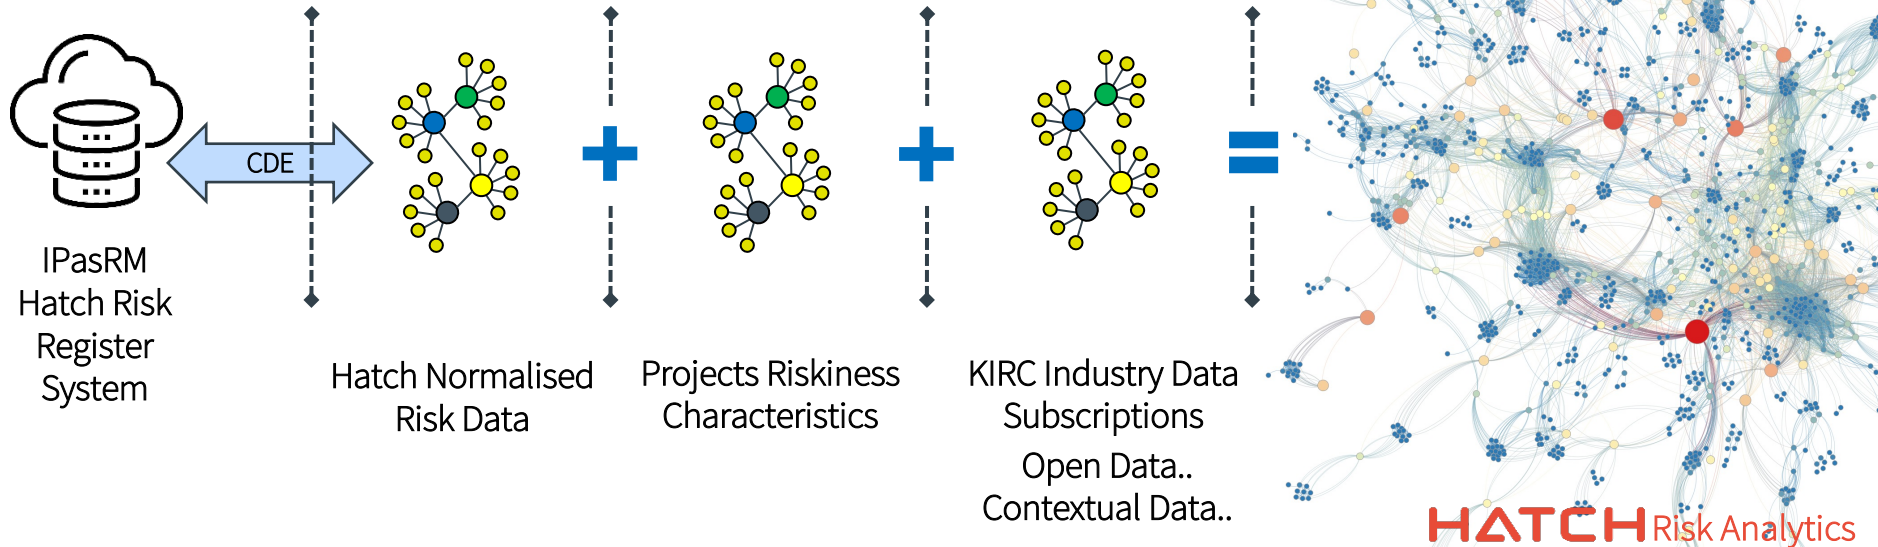 CDE
IPasRM
Hatch Risk
Register
System
Hatch Normalised
Risk Data
Projects Riskiness
Characteristics
KIRC Industry Data
Subscriptions
Open Data..
Contextual Data..
HATCH Risk Analytics